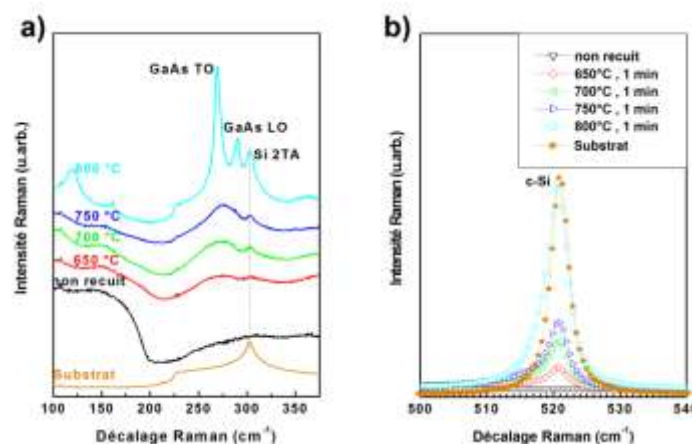 a)
GaAs TO
GaAs LO
Si 2TA
800 °C
750 °C
700 °C
650 °C
non recuit
Substrat
Intensité Raman (u.arb.)
100 150 200 250 300 350
Décalage Raman (cm⁻¹)
b)
non recuit
650°C , 1 min
700°C, 1 min
750°C, 1 min
800°C, 1 min
Substrat
c-Si
Intensité Raman (u.arb.)
500 510 520 530 540
Décalage Raman (cm⁻¹)